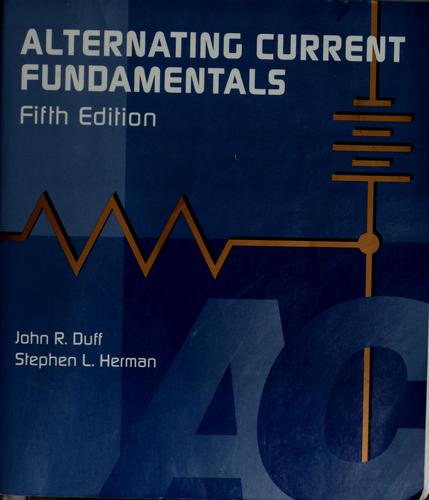 ALTERNATING CURRENT
FUNDAMENTALS
Fifth Edition
John R. Duff
Stephen L. Herman
AC